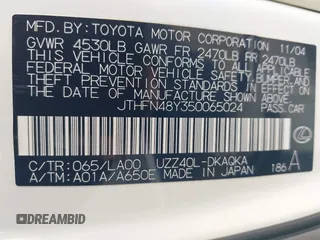 MFD. BY: TOYOTA MOTOR CORPORATION 11/04
GVWR 4530LB GAWR FR 2470LB RR 2470LB
THIS VEHICLE CONFORMS TO ALL APPLICABLE
FEDERAL MOTOR VEHICLE SAFETY, BUMPER, AND
THEFT PREVENTION STANDARDS IN EFFECT ON
THE DATE OF MANUFACTURE SHOWN ABOVE.
JTHFN48Y350065024 PASS.CAR
C/TR: 065/LA00 UZZ40L-DKAQKA
A/TM: A01A/A650E MADE IN JAPAN 186 A
DREAMBID